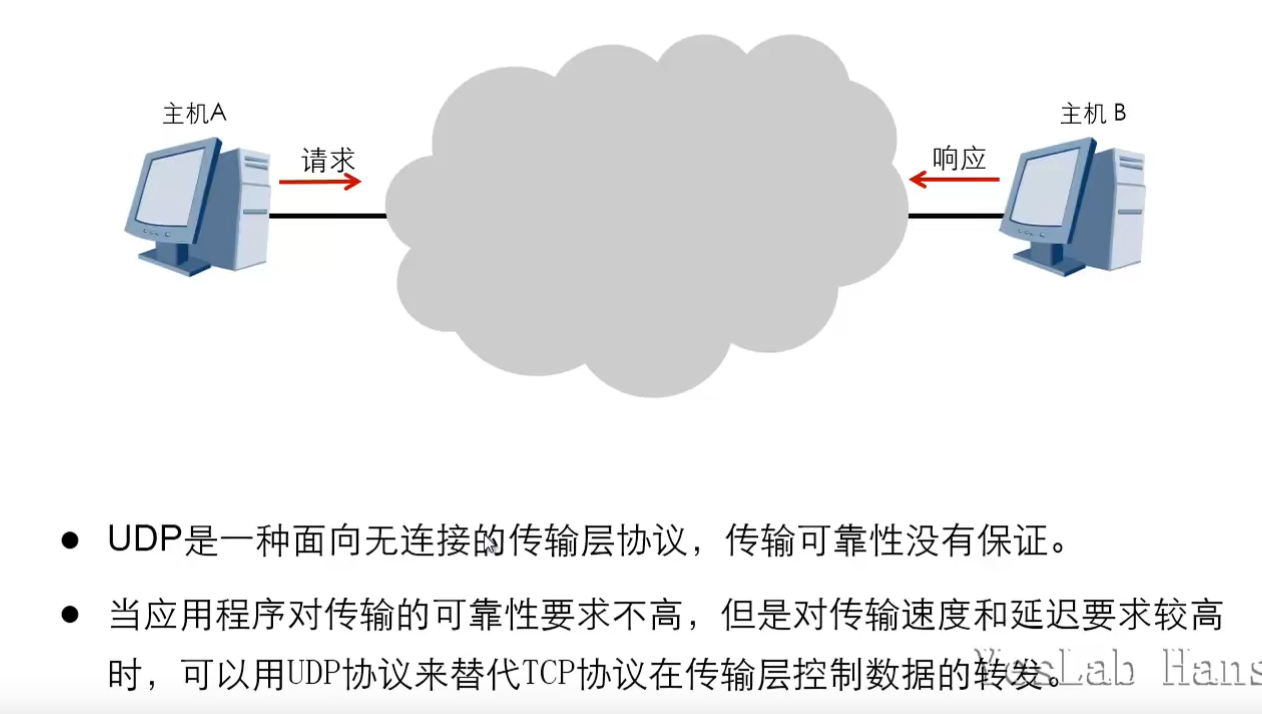 主机A
主机 B
请求
响应
UDP是一种面向无连接的传输层协议，传输可靠性没有保证。
当应用程序对传输的可靠性要求不高，但是对传输速度和延迟要求较高
时，可以用UDP协议来替代TCP协议在传输层控制数据的转发。
YesLab Hans